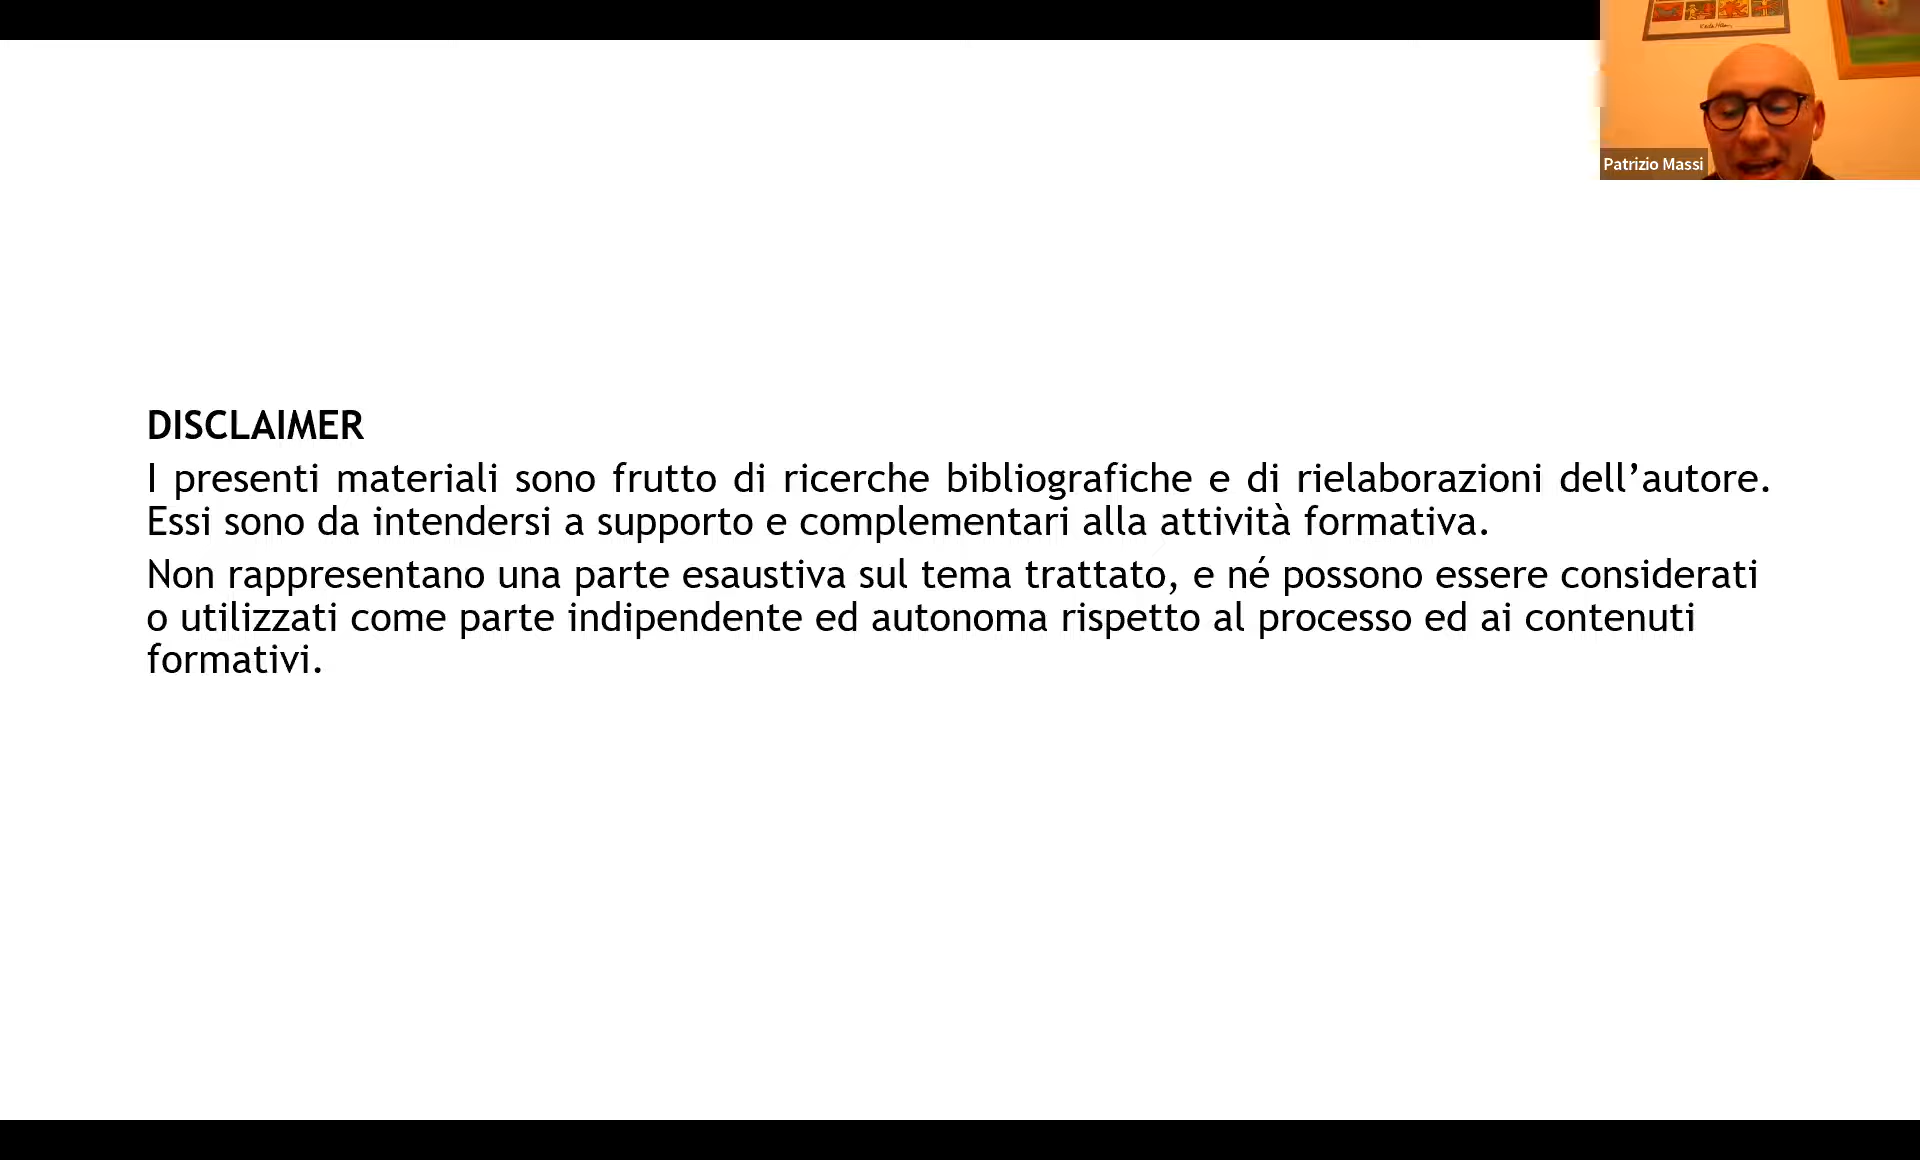 Patrizio Massi
DISCLAIMER
I presenti materiali sono frutto di ricerche bibliografiche e di rielaborazioni dell’autore.
Essi sono da intendersi a supporto e complementari alla attività formativa.
Non rappresentano una parte esaustiva sul tema trattato, e né possono essere considerati
o utilizzati come parte indipendente ed autonoma rispetto al processo ed ai contenuti
formativi.